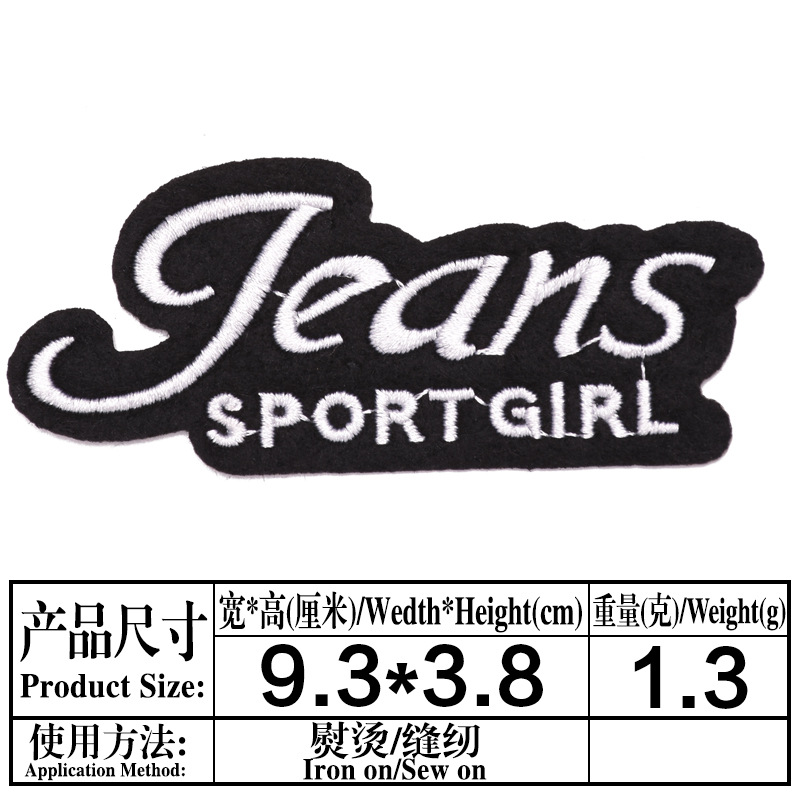 Jeans
SPORT GIRL
产品尺寸
Product Size:
宽*高(厘米)/Wedth*Height(cm)
9.3*3.8
重量(克)/Weight(g)
1.3
使用方法:
Application Method:
熨烫/缝纫
Iron on/Sew on